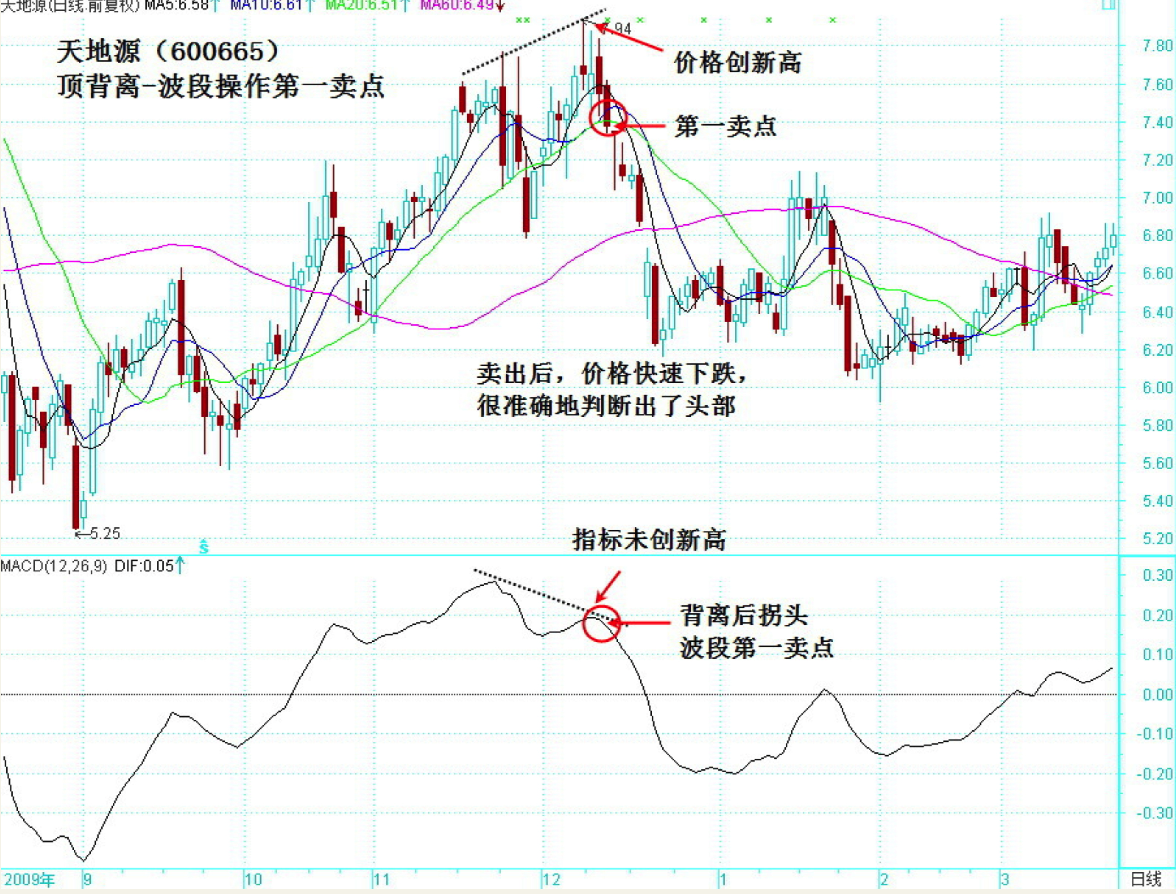 天地源(日线.前复权) MA5:6.58↑ MA10:6.61↑ MA20:6.51↑ MA60:6.49↓
天地源（600665）
顶背离-波段操作第一卖点
7.94
价格创新高
第一卖点
卖出后，价格快速下跌，
很准确地判断出了头部
←5.25
S
7.80
7.60
7.40
7.20
7.00
6.80
6.60
6.40
6.20
6.00
5.80
5.60
5.40
5.20
指标未创新高
MACD(12,26,9) DIF:0.05↑
背离后拐头
波段第一卖点
0.30
0.20
0.10
0.00
-0.10
-0.20
-0.30
2009年 9 10 11 12 1 2 3 日线